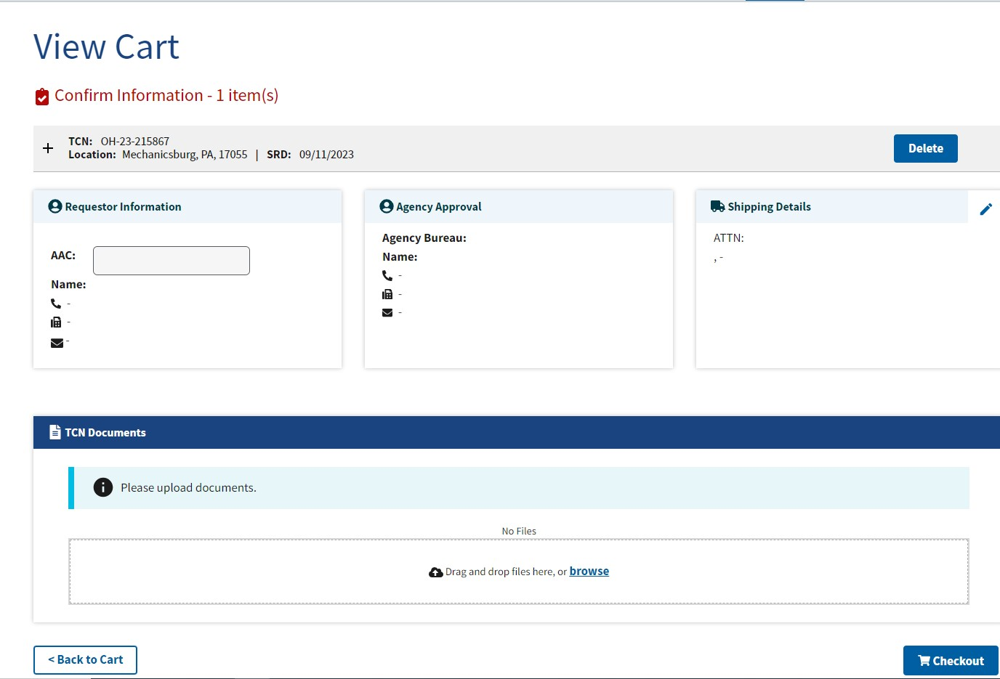 View Cart
Confirm Information - 1 item(s)
TCN: OH-23-215867
Location: Mechanicsburg, PA, 17055 | SRD: 09/11/2023
Delete
Requestor Information
AAC:
Name:
-
-
-
Agency Approval
Agency Bureau:
Name:
-
-
-
Shipping Details
ATTN:
, -
TCN Documents
Please upload documents.
No Files
Drag and drop files here, or browse
< Back to Cart
Checkout